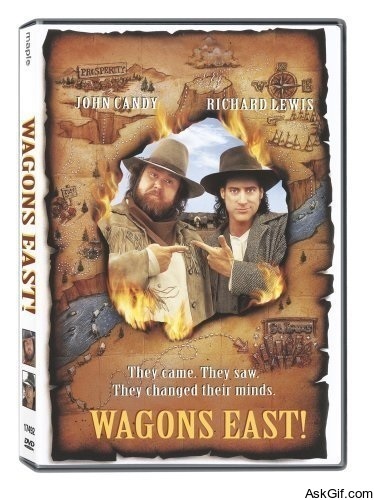 maple
WAGONS EAST!
17492
DVD
PROSPERITY
JOHN CANDY
RICHARD LEWIS
They came. They saw.
They changed their minds.
WAGONS EAST!
AskGif.com